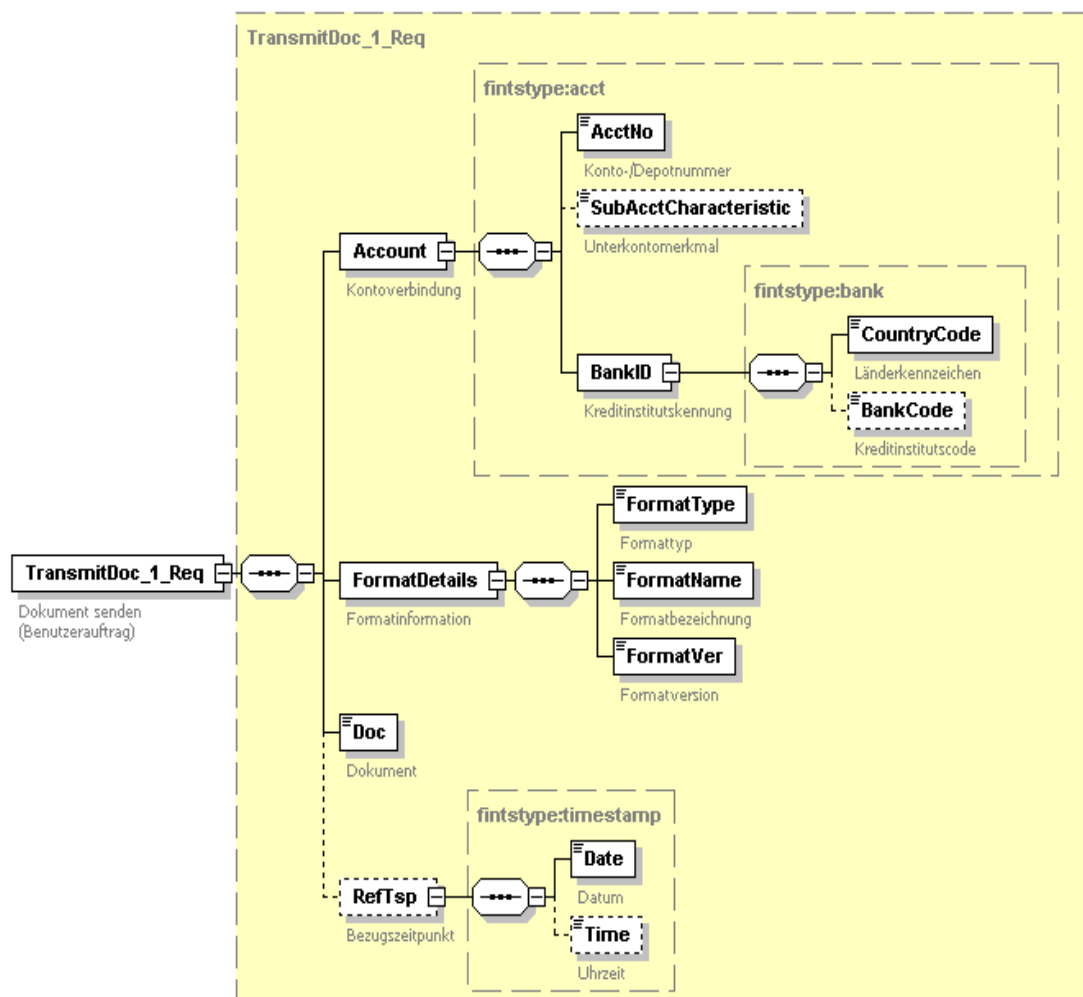 TransmitDoc_1_Req
fintstype:acct
AcctNo
Konto-/Depotnummer
SubAcctCharacteristic
Unterkontomerkmal
Account
Kontoverbindung
fintstype:bank
CountryCode
Länderkennzeichen
BankID
Kreditinstitutskennung
BankCode
Kreditinstitutscode
FormatType
Formattyp
TransmitDoc_1_Req
Dokument senden
(Benutzerauftrag)
FormatDetails
Formatinformation
FormatName
Formatbezeichnung
FormatVer
Formatversion
Doc
Dokument
fintstype:timestamp
Date
Datum
RefTsp
Bezugszeitpunkt
Time
Uhrzeit